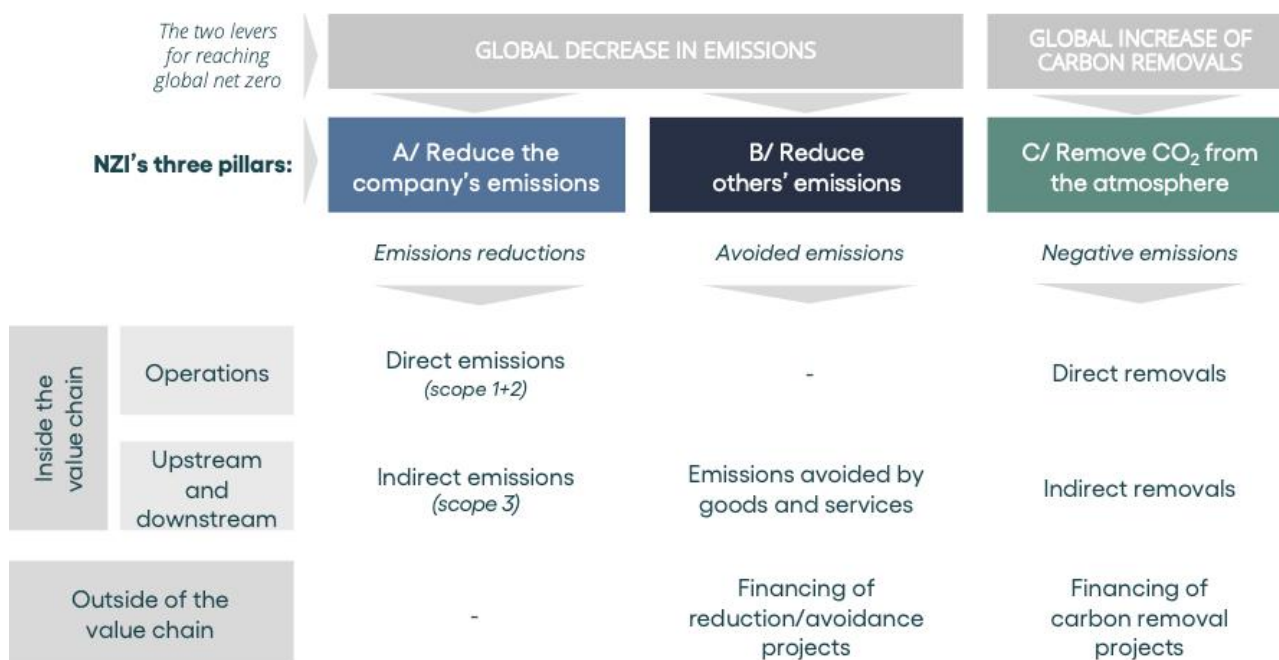 The two levers
for reaching
global net zero
GLOBAL DECREASE IN EMISSIONS
GLOBAL INCREASE OF
CARBON REMOVALS
NZI's three pillars:
A/ Reduce the
company's emissions
B/ Reduce
others' emissions
C/ Remove CO₂ from
the atmosphere
Emissions reductions
Avoided emissions
Negative emissions
Inside the
value chain
Operations
Direct emissions
(scope 1+2)
-
Direct removals
Upstream
and
downstream
Indirect emissions
(scope 3)
Emissions avoided by
goods and services
Indirect removals
Outside of the
value chain
-
Financing of
reduction/avoidance
projects
Financing of
carbon removal
projects